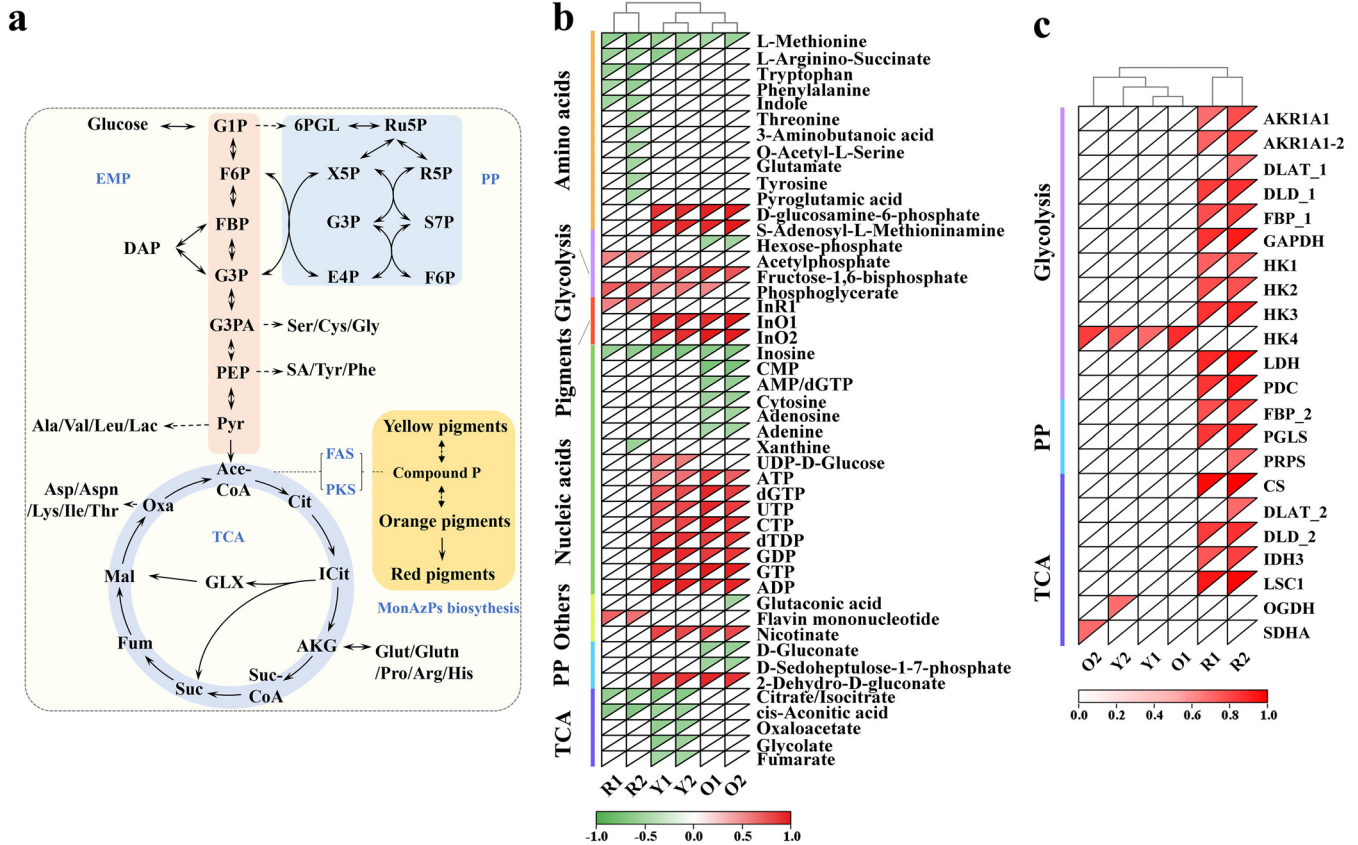 a
Glucose
G1P
6PGL
Ru5P
EMP
F6P
X5P
R5P
PP
FBP
G3P
S7P
DAP
G3P
E4P
F6P
G3PA
Ser/Cys/Gly
PEP
SA/Tyr/Phe
Ala/Val/Leu/Lac
Pyr
Yellow pigments
FAS
Ace-
CoA
Compound P
PKS
Asp/Aspn
/Lys/Ile/Thr
Oxa
Cit
TCA
Orange pigments
Mal
GLX
ICit
Red pigments
MonAzPs biosythesis
Fum
AKG
Glut/Glutn
/Pro/Arg/His
Suc
Suc-
CoA
b
Amino acids
Glycolysis
Pigments
Nucleic acids
Others
PP
TCA
L-Methionine
L-Arginino-Succinate
Tryptophan
Phenylalanine
Indole
Threonine
3-Aminobutanoic acid
O-Acetyl-L-Serine
Glutamate
Tyrosine
Pyroglutamic acid
D-glucosamine-6-phosphate
S-Adenosyl-L-Methioninamine
Hexose-phosphate
Acetylphosphate
Fructose-1,6-bisphosphate
Phosphoglycerate
InR1
InO1
InO2
Inosine
CMP
AMP/dGTP
Cytosine
Adenosine
Adenine
Xanthine
UDP-D-Glucose
ATP
dGTP
UTP
CTP
dTDP
GDP
GTP
ADP
Glutaconic acid
Flavin mononucleotide
Nicotinate
D-Gluconate
D-Sedoheptulose-1-7-phosphate
2-Dehydro-D-gluconate
Citrate/Isocitrate
cis-Aconitic acid
Oxaloacetate
Glycolate
Fumarate
R1 R2 Y1 Y2 O1 O2
-1.0 -0.5 0.0 0.5 1.0
c
Glycolysis
PP
TCA
AKR1A1
AKR1A1-2
DLAT_1
DLD_1
FBP_1
GAPDH
HK1
HK2
HK3
HK4
LDH
PDC
FBP_2
PGLS
PRPS
CS
DLAT_2
DLD_2
IDH3
LSC1
OGDH
SDHA
O2 Y2 Y1 O1 R1 R2
0.0 0.2 0.4 0.6 0.8 1.0